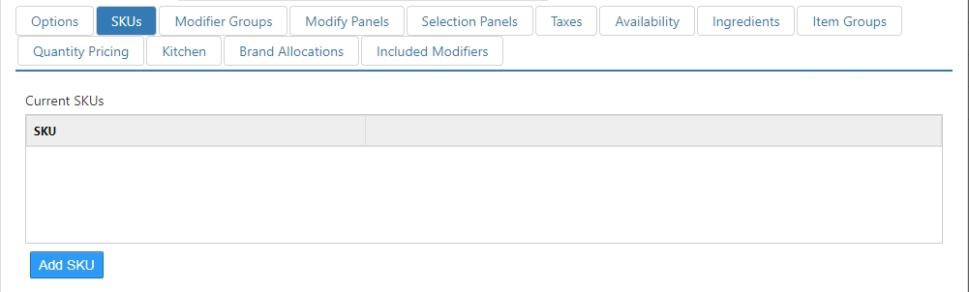 Options SKUs Modifier Groups Modify Panels Selection Panels Taxes Availability Ingredients Item Groups
Quantity Pricing Kitchen Brand Allocations Included Modifiers
Current SKUs
SKU
Add SKU